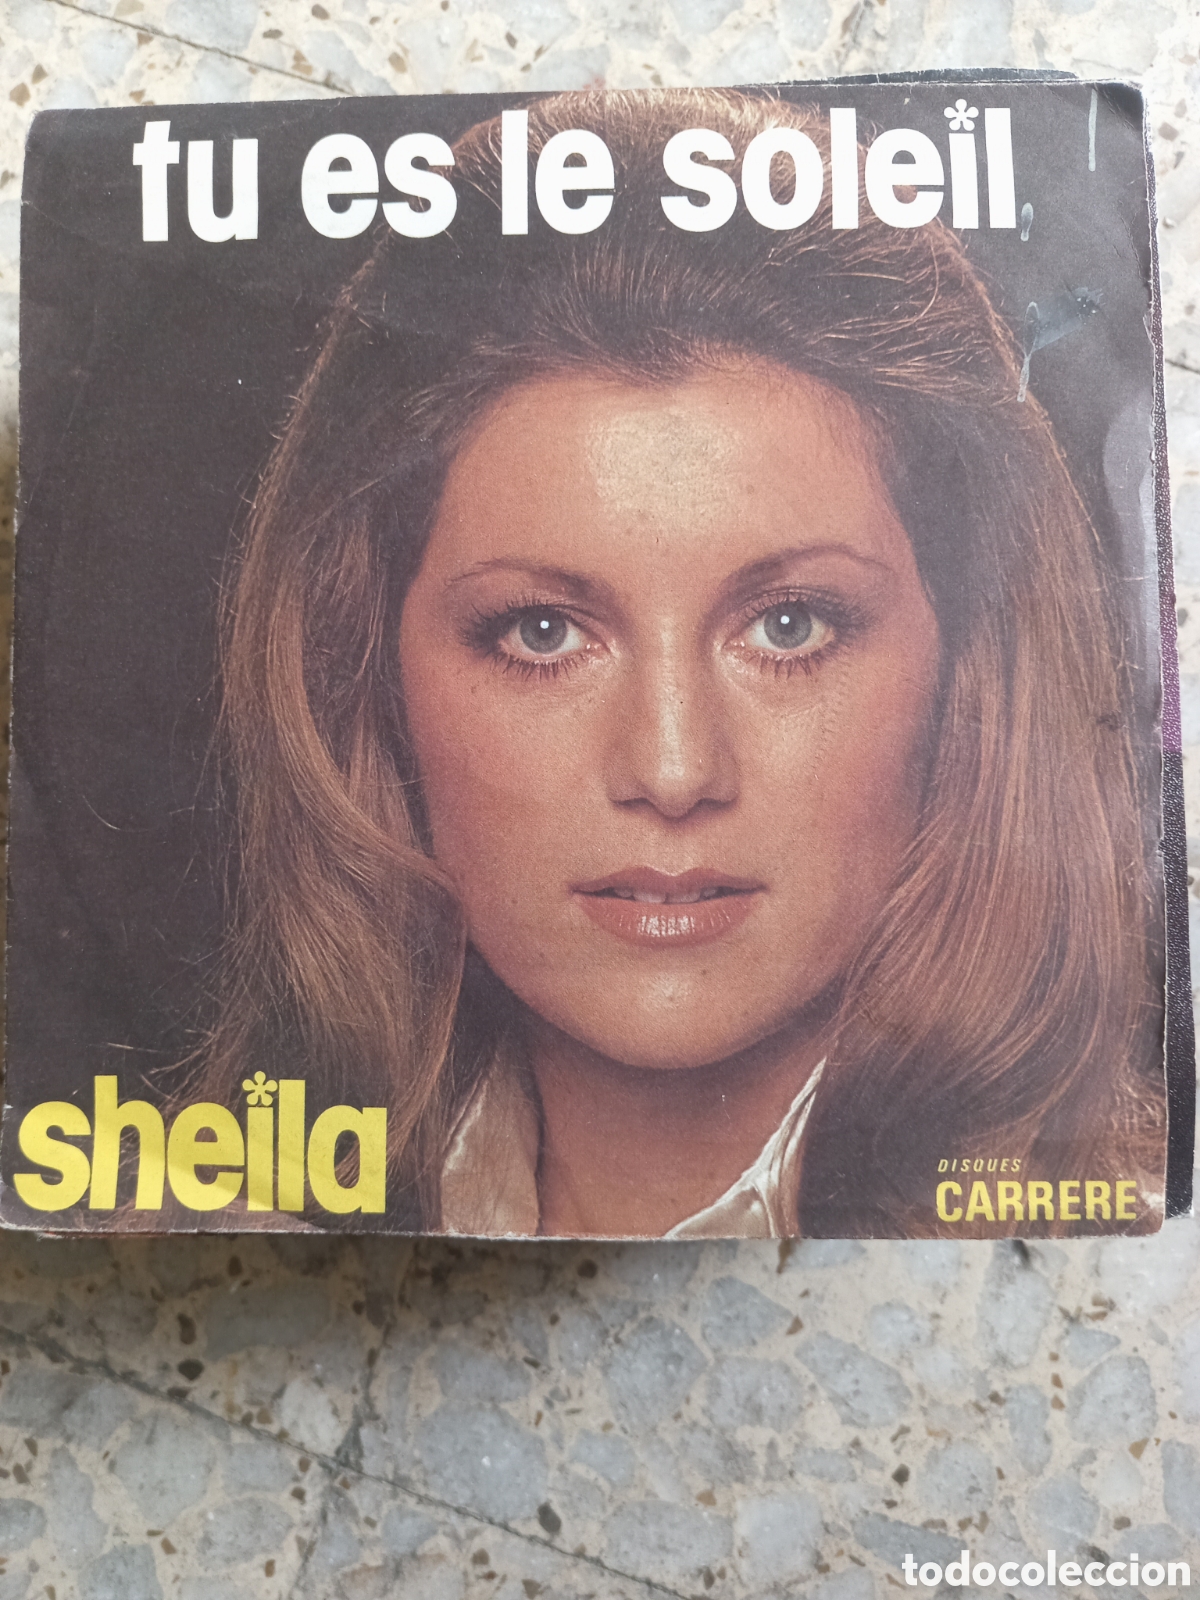 tu es le soleil
sheila
DISQUES
CARRERE
todocoleccion